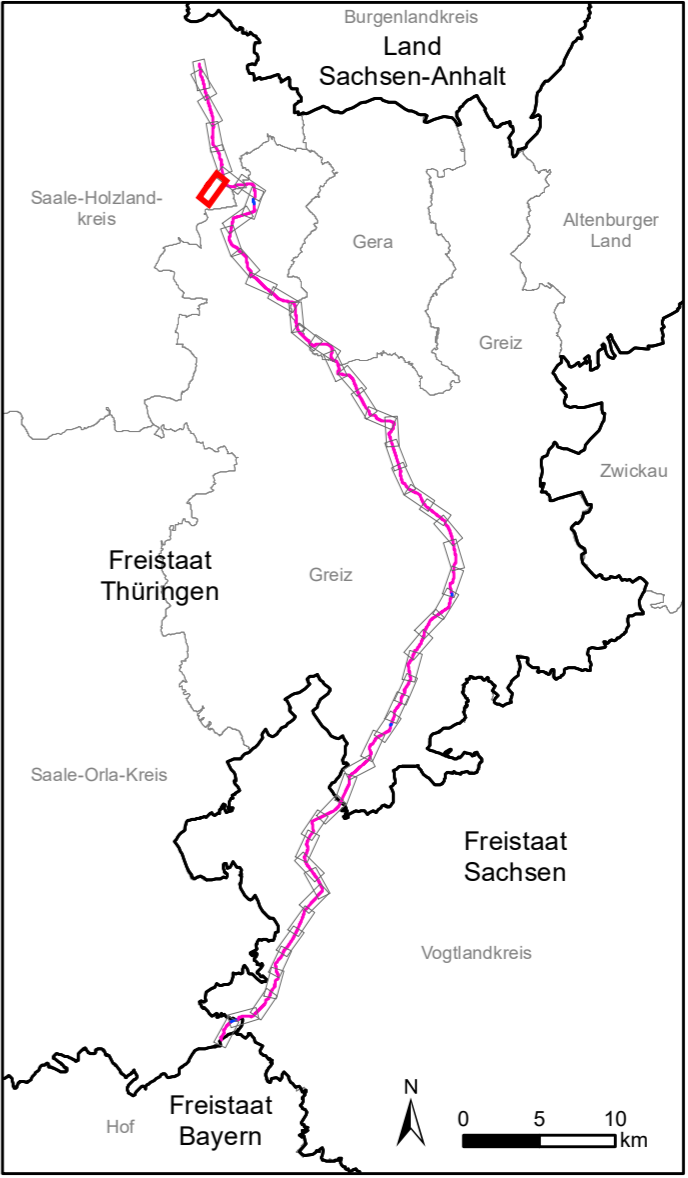 Burgenlandkreis
Land
Sachsen-Anhalt
Saale-Holzland-
kreis
Gera
Altenburger
Land
Greiz
Zwickau
Freistaat
Thüringen
Greiz
Saale-Orla-Kreis
Freistaat
Sachsen
Vogtlandkreis
Freistaat
Bayern
Hof
N
0 5 10
km